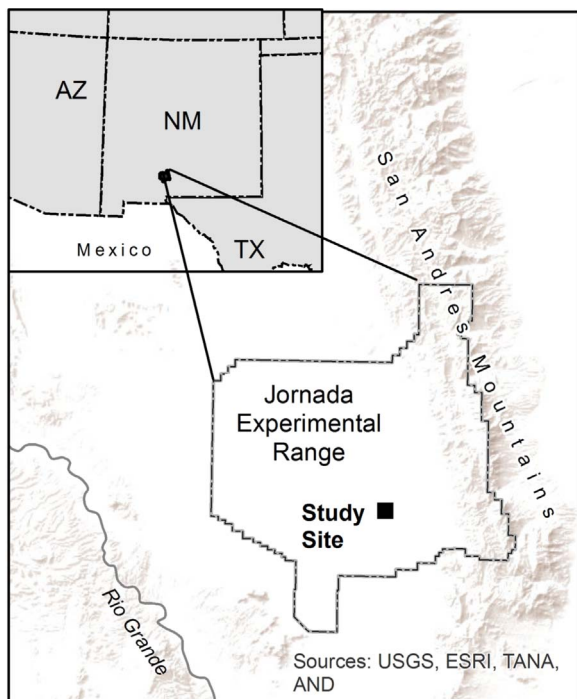 AZ
NM
Mexico
TX
San Andres Mountains
Jornada
Experimental
Range
Study
Site
Rio Grande
Sources: USGS, ESRI, TANA,
AND